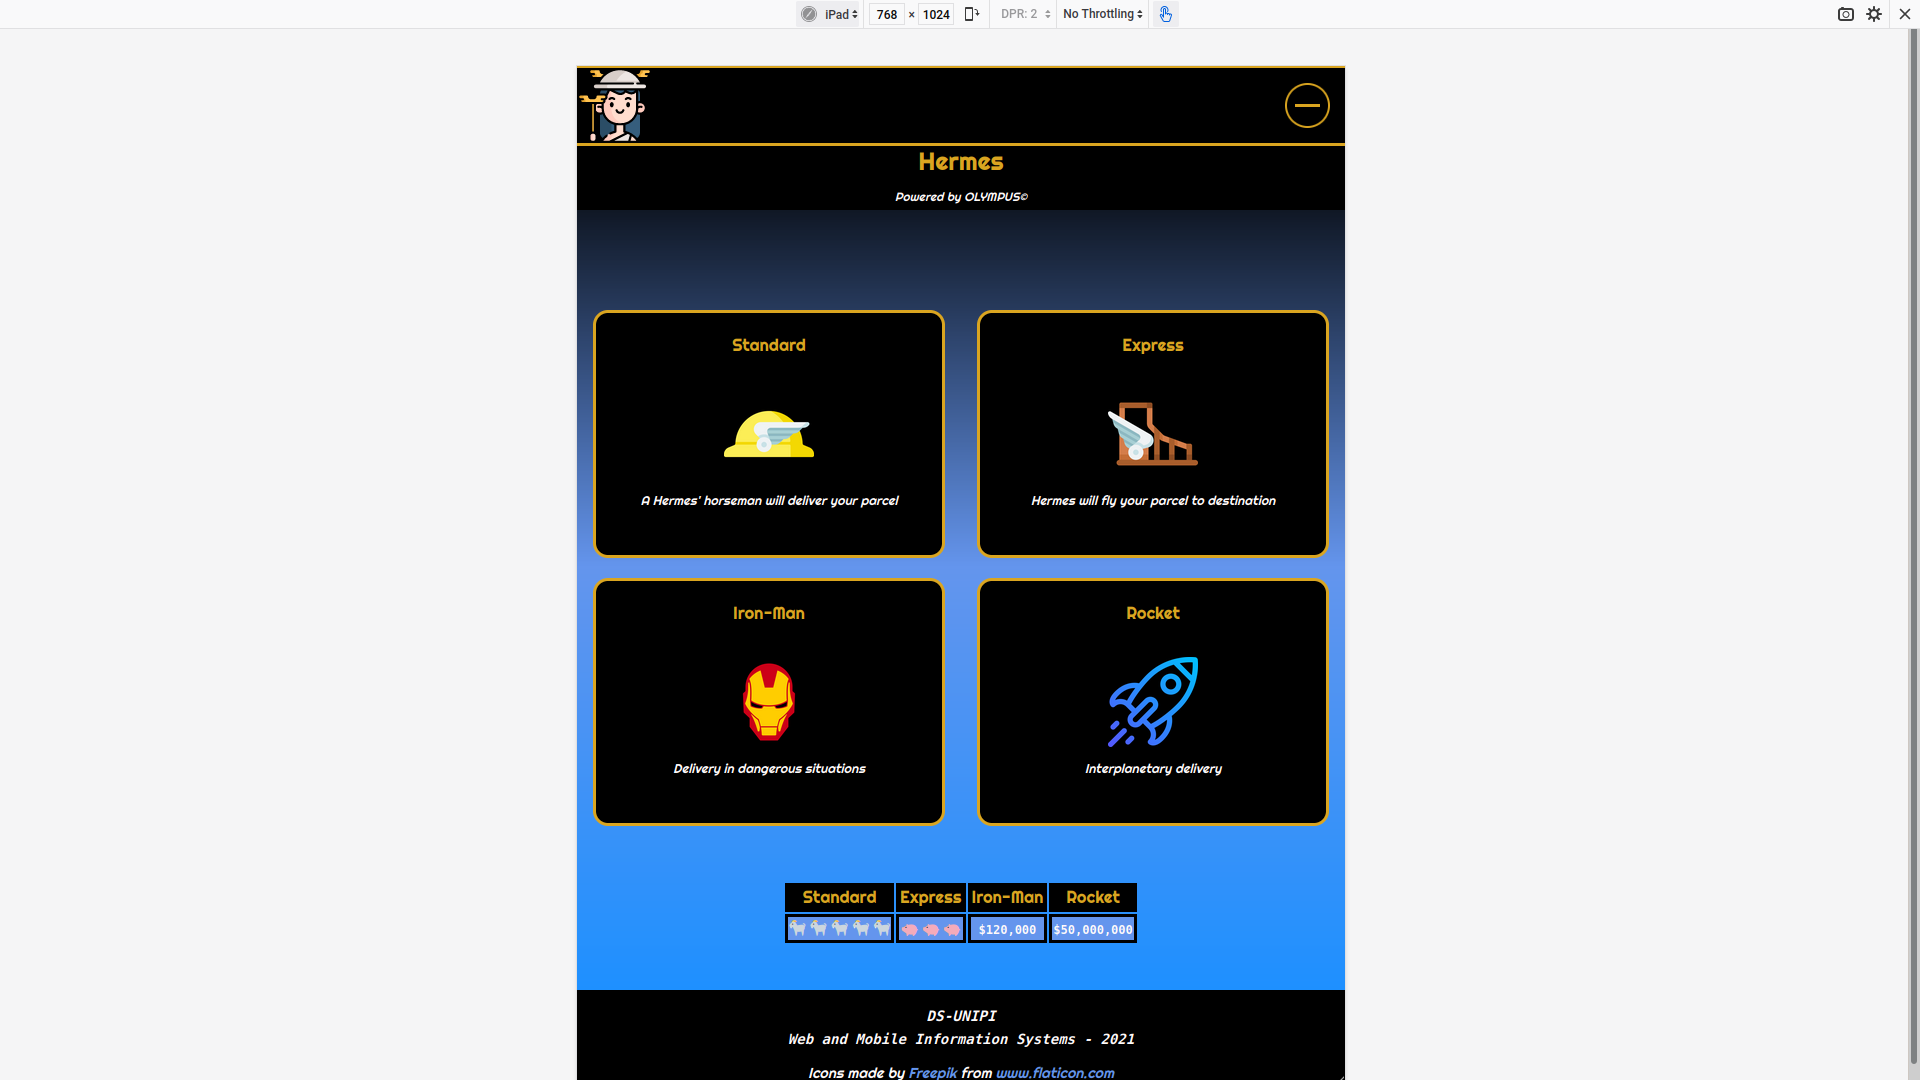 iPad 768 × 1024 DPR: 2 No Throttling
Hermes
Powered by OLYMPUS©
Standard Express
A Hermes' horseman will deliver your parcel Hermes will fly your parcel to destination
Iron-Man Rocket
Delivery in dangerous situations Interplanetary delivery
Standard Express Iron-Man Rocket
$120,000 $50,000,000
DS-UNIPI
Web and Mobile Information Systems - 2021
Icons made by Freepik from www.flaticon.com